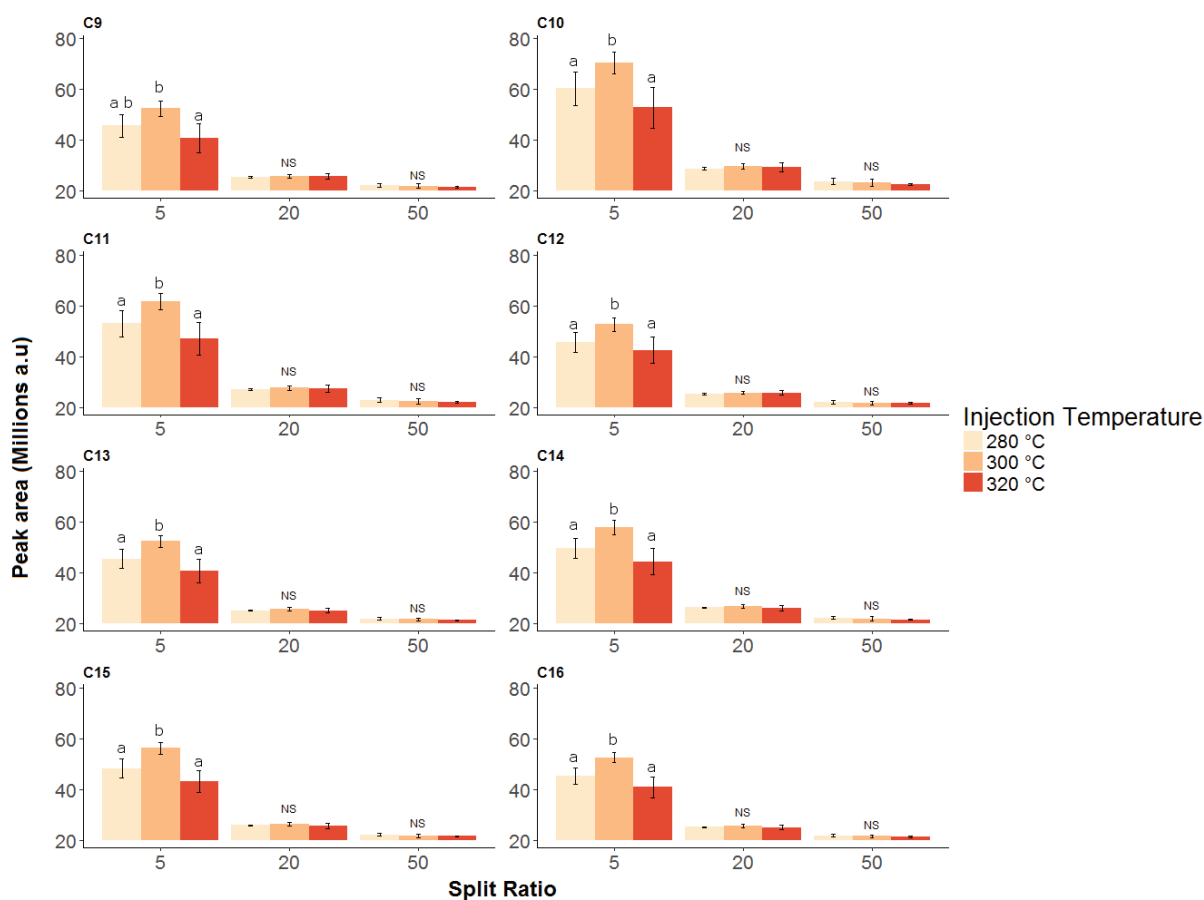 C9
80
60
40
20
a b
b
a
NS
NS
5
20
50
C10
80
60
40
20
a
b
a
NS
NS
5
20
50
C11
80
60
40
20
a
b
a
NS
NS
5
20
50
C12
80
60
40
20
a
b
a
NS
NS
5
20
50
C13
80
60
40
20
a
b
a
NS
NS
5
20
50
C14
80
60
40
20
a
b
a
NS
NS
5
20
50
C15
80
60
40
20
a
b
a
NS
NS
5
20
50
C16
80
60
40
20
a
b
a
NS
NS
5
20
50
Peak area (Millions a.u)
Split Ratio
Injection Temperature
280 °C
300 °C
320 °C